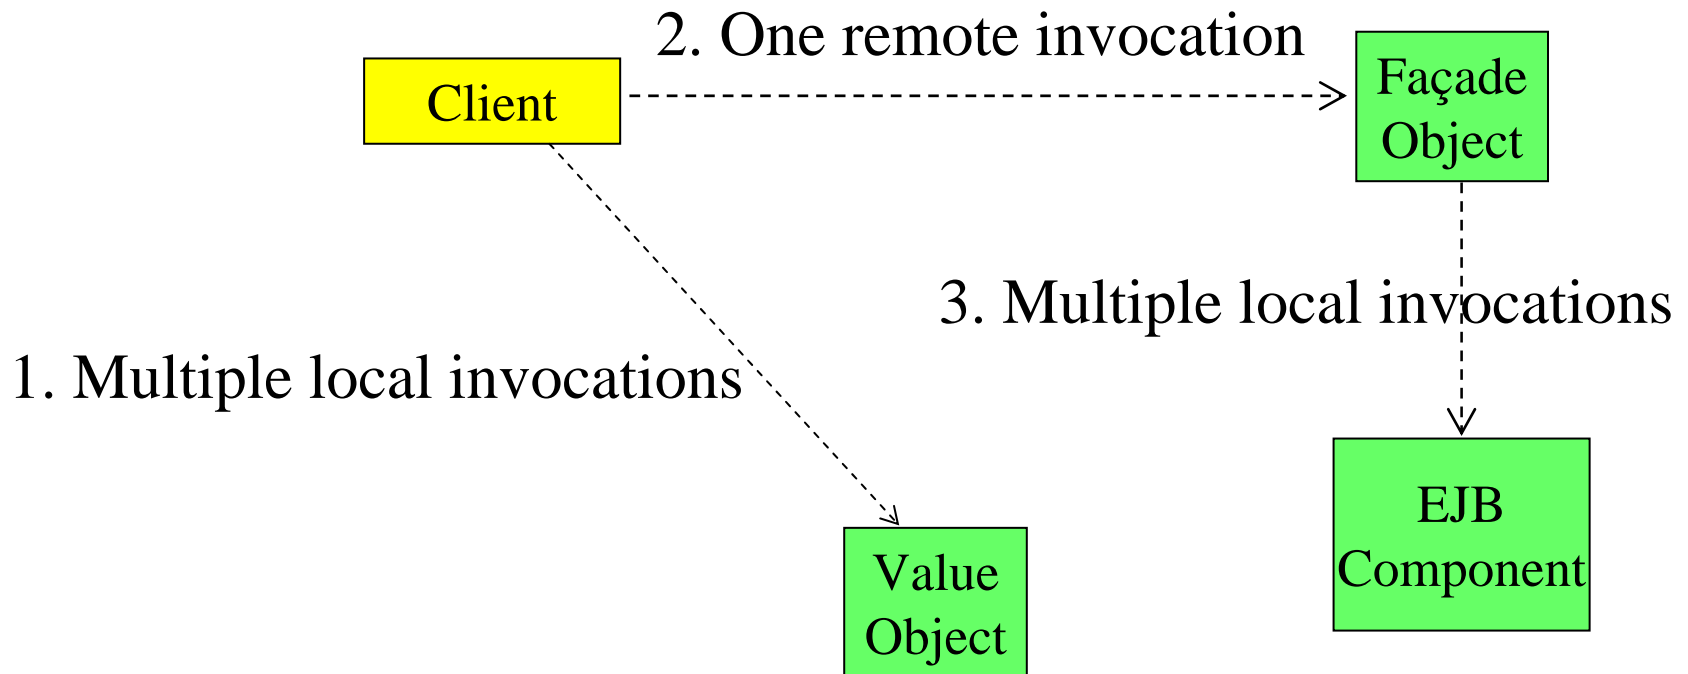 2. One remote invocation
Client
Façade
Object
3. Multiple local invocations
1. Multiple local invocations
EJB
Component
Value
Object